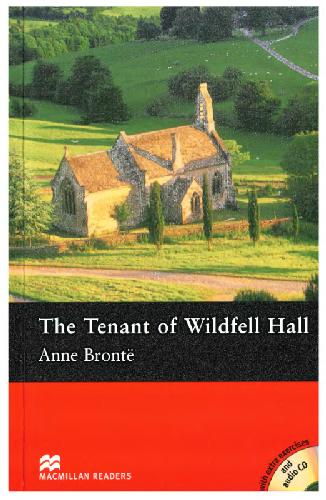 The Tenant of Wildfell Hall
Anne Brontë
with extra exercises
and
audio CD
MACMILLAN READERS